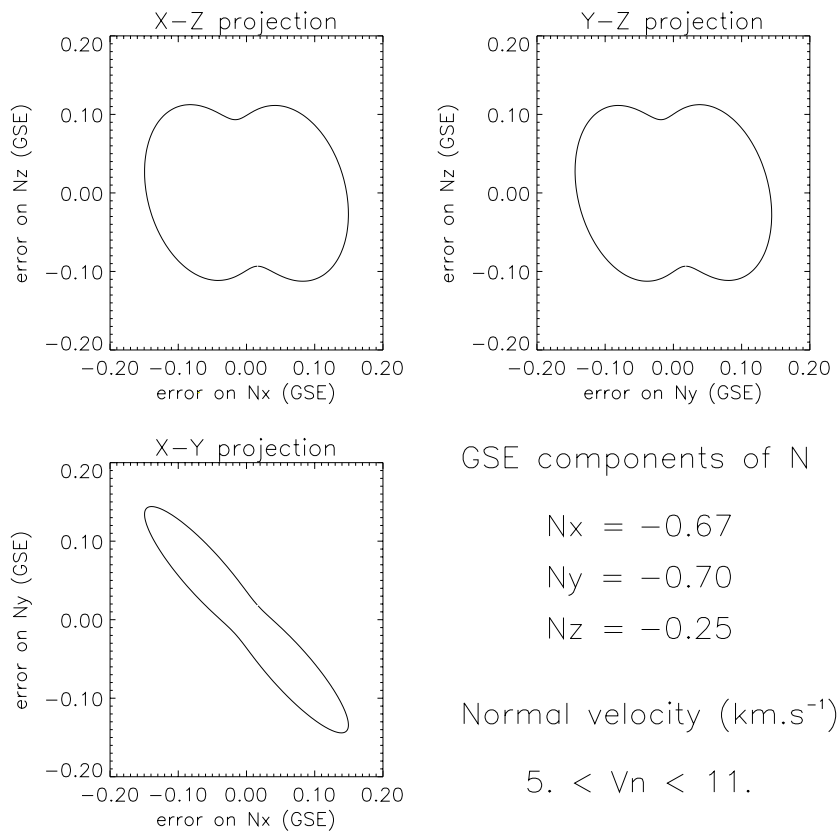 X-Z projection
0.20
0.10
0.00
-0.10
-0.20
error on Nz (GSE)
-0.20 -0.10 0.00 0.10 0.20
error on Nx (GSE)
Y-Z projection
0.20
0.10
0.00
-0.10
-0.20
error on Nz (GSE)
-0.20 -0.10 0.00 0.10 0.20
error on Ny (GSE)
X-Y projection
0.20
0.10
0.00
-0.10
-0.20
error on Ny (GSE)
-0.20 -0.10 0.00 0.10 0.20
error on Nx (GSE)
GSE components of N
Nx = -0.67
Ny = -0.70
Nz = -0.25
Normal velocity (km.s⁻¹)
5. < Vn < 11.